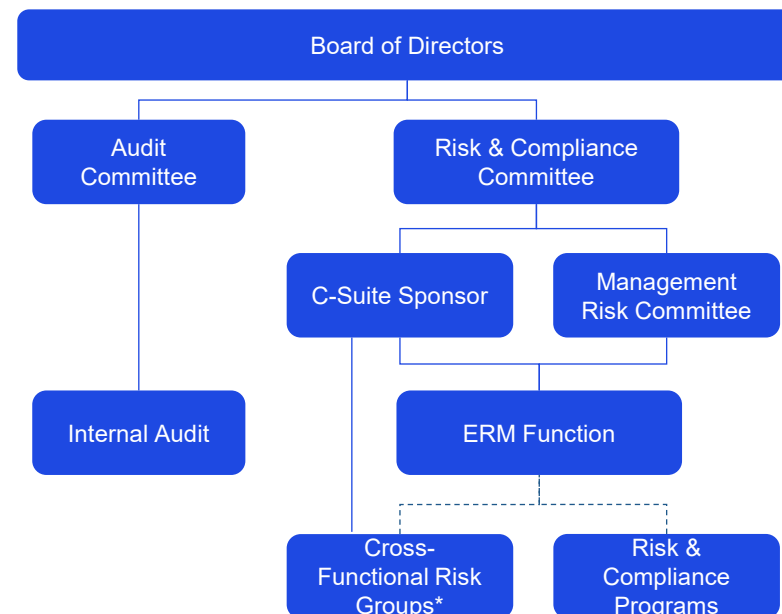 Board of Directors
Audit
Committee
Risk & Compliance
Committee
C-Suite Sponsor
Management
Risk Committee
Internal Audit
ERM Function
Cross-
Functional Risk
Groups*
Risk &
Compliance
Programs